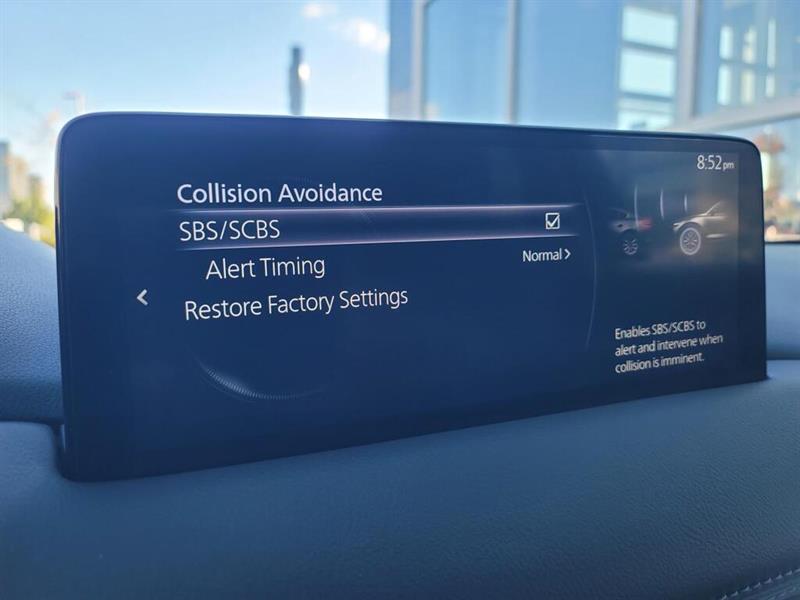 8:52pm
Collision Avoidance
SBS/SCBS
Alert Timing
Normal
Restore Factory Settings
Enables SBS/SCBS to
alert and intervene when
collision is imminent.